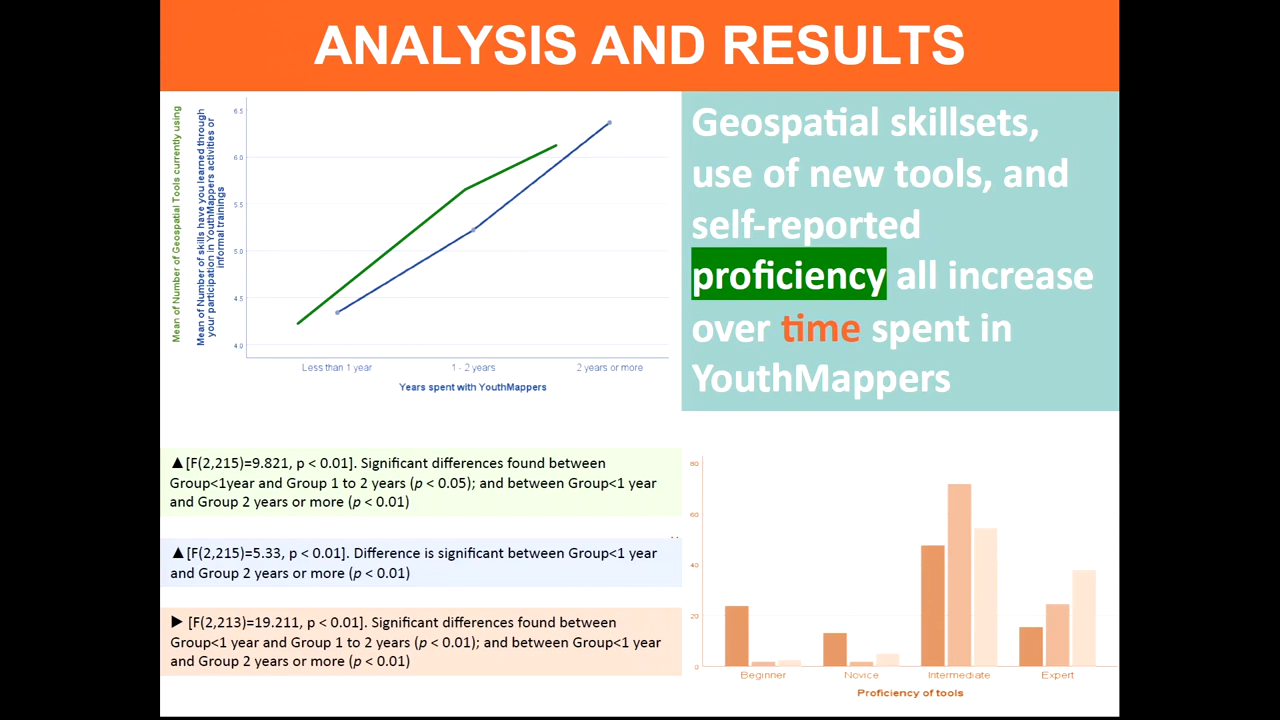 ANALYSIS AND RESULTS
Mean of Number of Geospatial Tools currently using
Mean of Number of skills have you learned through
your participation in YouthMappers activities or
informal trainings
6.5
6.0
5.5
5.0
4.5
4.0
Less than 1 year
1 - 2 years
2 years or more
Years spent with YouthMappers
Geospatial skillsets,
use of new tools, and
self-reported
proficiency all increase
over time spent in
YouthMappers
▲[F(2,215)=9.821, p < 0.01]. Significant differences found between
Group<1year and Group 1 to 2 years (p < 0.05); and between Group<1 year
and Group 2 years or more (p < 0.01)
▲[F(2,215)=5.33, p < 0.01]. Difference is significant between Group<1 year
and Group 2 years or more (p < 0.01)
▶ [F(2,213)=19.211, p < 0.01]. Significant differences found between
Group<1 year and Group 1 to 2 years (p < 0.01); and between Group<1 year
and Group 2 years or more (p < 0.01)
80
60
40
20
0
Beginner
Novice
Intermediate
Expert
Proficiency of tools